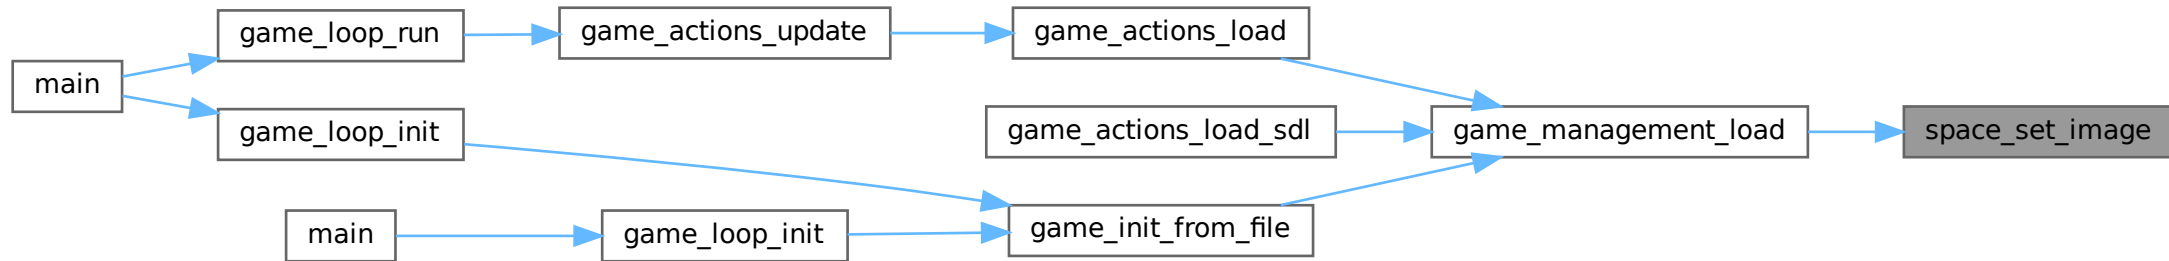 game_loop_run
game_actions_update
game_actions_load
main
game_loop_init
game_actions_load_sdl
game_management_load
space_set_image
main
game_loop_init
game_init_from_file